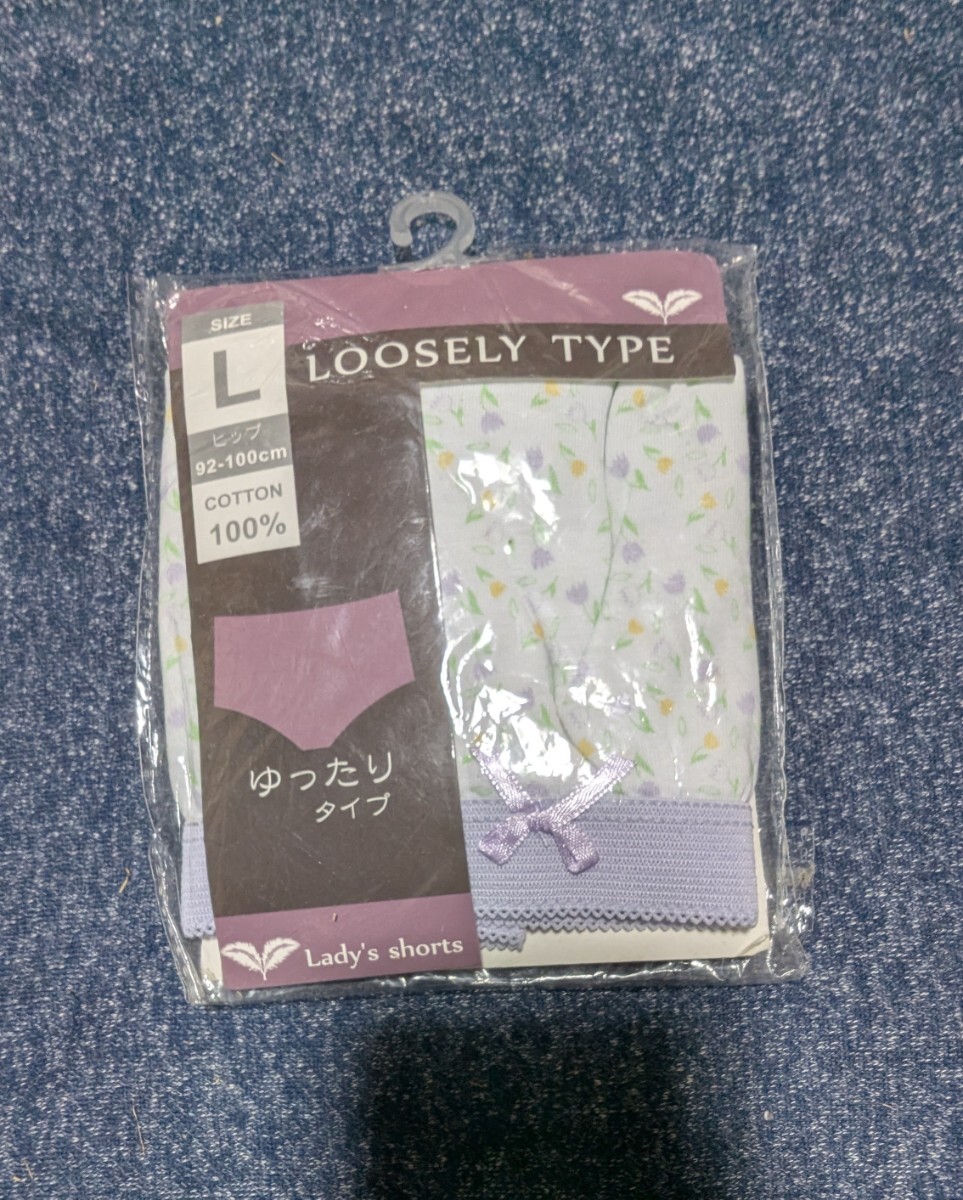 SIZE
L
ヒップ
92-100cm
COTTON
100%
LOOSELY TYPE
ゆったり
タイプ
Lady's shorts